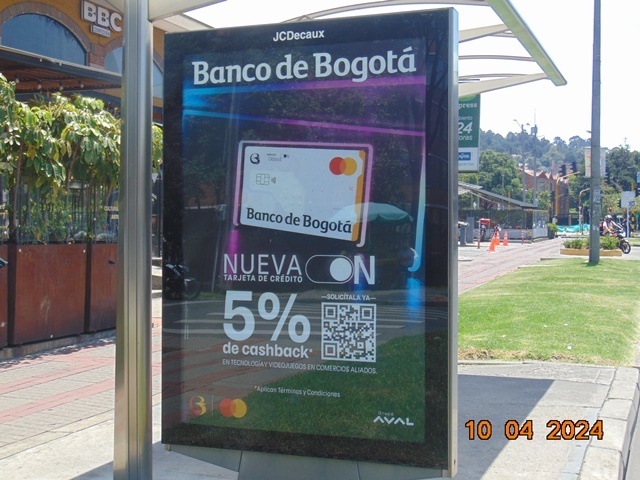 BBC
JCDecaux
Banco de Bogotá
Banco de Bogotá
NUEVA ON
TARJETA DE CRÉDITO
5%
de cashback*
SOLICÍTALA YA
EN TECNOLOGÍA Y VIDEOJUEGOS EN COMERCIOS ALIADOS.
*Aplican Términos y Condiciones
Grupo
AVAL
24
10 04 2024